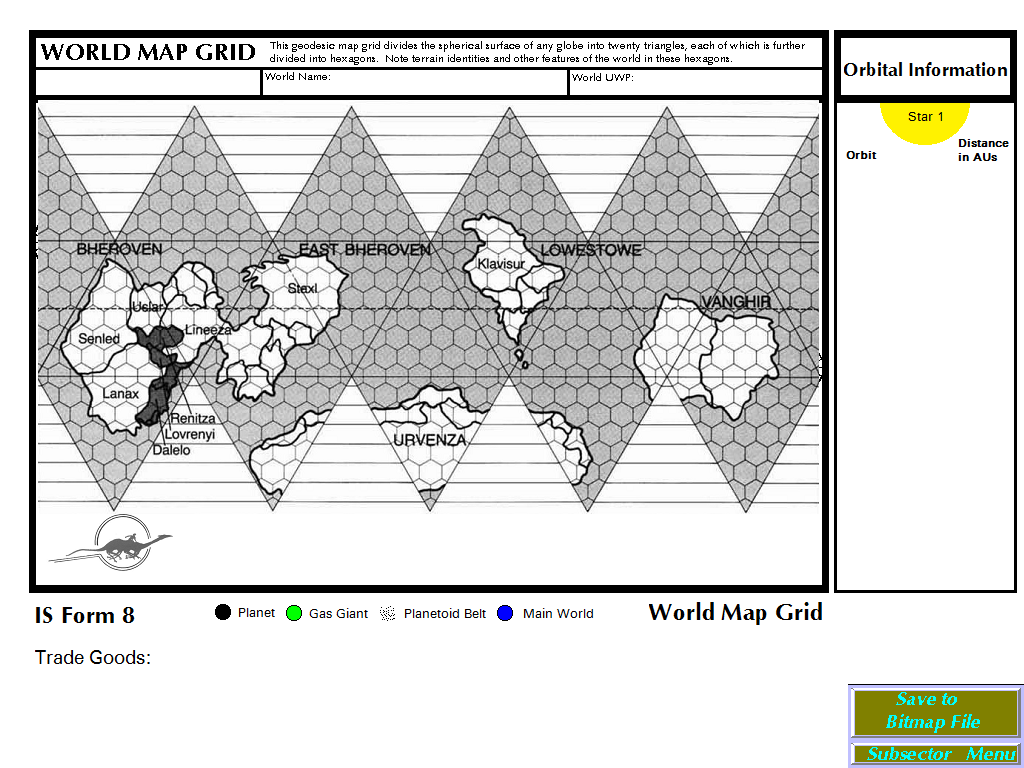 WORLD MAP GRID
This geodesic map grid divides the spherical surface of any globe into twenty triangles, each of which is further
divided into hexagons. Note terrain identities and other features of the world in these hexagons.
World Name:
World UWP:
Orbital Information
Star 1
Orbit
Distance
in AUs
BHEROVEN
EAST BHEROVEN
LOWESTOWE
Klavisur
Staxl
VANGHIR
Uslar
Lineeza
Senled
Lanax
Renitza
Lovrenyi
Dalelo
URVENZA
IS Form 8
Planet
Gas Giant
Planetoid Belt
Main World
World Map Grid
Trade Goods:
Save to
Bitmap File
Subsector Menu